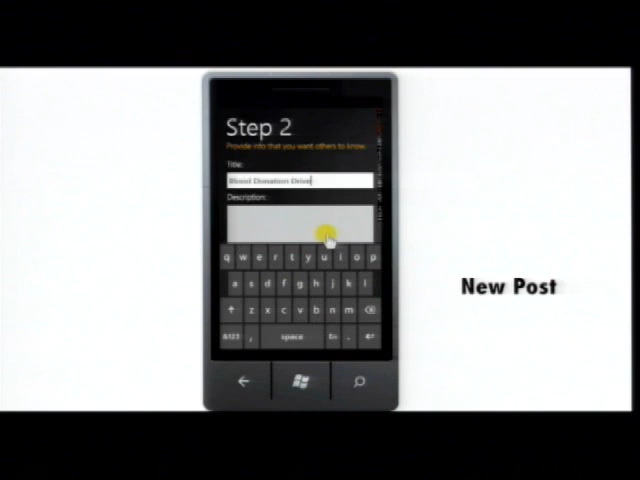 Step 2
Provide info that you want others to know.
Title:
Blood Donation Drive
Description:
q w e r t y u i o p
a s d f g h j k l
z x c v b n m
&123 , space En .
New Post